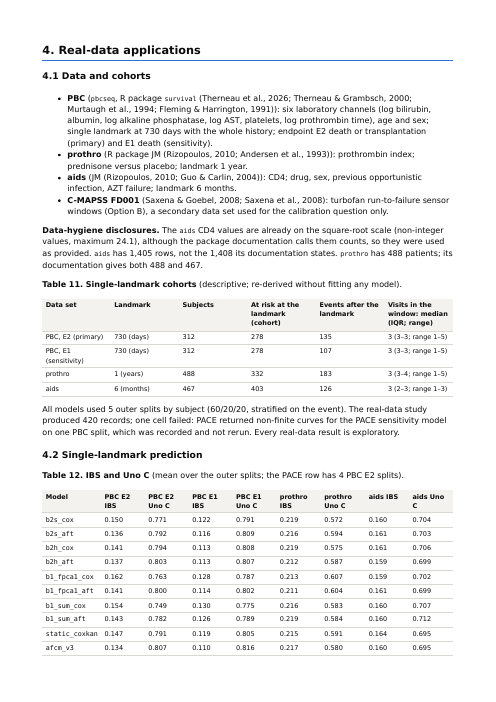 4. Real-data applications
4.1 Data and cohorts
• PBC (pbcseq, R package survival (Therneau et al., 2026; Therneau & Grambsch, 2000;
Murtaugh et al., 1994; Fleming & Harrington, 1991)): six laboratory channels (log bilirubin,
albumin, log alkaline phosphatase, log AST, platelets, log prothrombin time), age and sex;
single landmark at 730 days with the whole history; endpoint E2 death or transplantation
(primary) and E1 death (sensitivity).
• prothro (R package JM (Rizopoulos, 2010; Andersen et al., 1993)): prothrombin index;
prednisone versus placebo; landmark 1 year.
• aids (JM (Rizopoulos, 2010; Guo & Carlin, 2004)): CD4; drug, sex, previous opportunistic
infection, AZT failure; landmark 6 months.
• C-MAPSS FD001 (Saxena & Goebel, 2008; Saxena et al., 2008): turbofan run-to-failure sensor
windows (Option B), a secondary data set used for the calibration question only.
Data-hygiene disclosures. The aids CD4 values are already on the square-root scale (non-integer
values, maximum 24.1), although the package documentation calls them counts, so they were used
as provided. aids has 1,405 rows, not the 1,408 its documentation states. prothro has 488 patients; its
documentation gives both 488 and 467.
Table 11. Single-landmark cohorts (descriptive; re-derived without fitting any model).
Data set Landmark Subjects At risk at the landmark (cohort) Events after the landmark Visits in the window: median (IQR; range)
PBC, E2 (primary) 730 (days) 312 278 135 3 (3–3; range 1–5)
PBC, E1 (sensitivity) 730 (days) 312 278 107 3 (3–3; range 1–5)
prothro 1 (years) 488 332 183 3 (3–4; range 1–5)
aids 6 (months) 467 403 126 3 (2–3; range 1–3)
All models used 5 outer splits by subject (60/20/20, stratified on the event). The real-data study
produced 420 records; one cell failed: PACE returned non-finite curves for the PACE sensitivity model
on one PBC split, which was recorded and not rerun. Every real-data result is exploratory.
4.2 Single-landmark prediction
Table 12. IBS and Uno C (mean over the outer splits; the PACE row has 4 PBC E2 splits).
Model PBC E2 IBS PBC E2 Uno C PBC E1 IBS PBC E1 Uno C prothro IBS prothro Uno C aids IBS aids Uno C
b2s_cox 0.150 0.771 0.122 0.791 0.219 0.572 0.160 0.704
b2s_aft 0.136 0.792 0.116 0.809 0.216 0.594 0.161 0.703
b2h_cox 0.141 0.794 0.113 0.808 0.219 0.575 0.161 0.706
b2h_aft 0.137 0.803 0.113 0.807 0.212 0.587 0.159 0.699
b1_fpca1_cox 0.162 0.763 0.128 0.787 0.213 0.607 0.159 0.702
b1_fpca1_aft 0.141 0.800 0.114 0.802 0.211 0.604 0.161 0.699
b1_sum_cox 0.154 0.749 0.130 0.775 0.216 0.583 0.160 0.707
b1_sum_aft 0.143 0.782 0.126 0.789 0.219 0.584 0.160 0.712
static_coxkan 0.147 0.791 0.119 0.805 0.215 0.591 0.164 0.695
afcm_v3 0.134 0.807 0.110 0.816 0.217 0.580 0.160 0.695